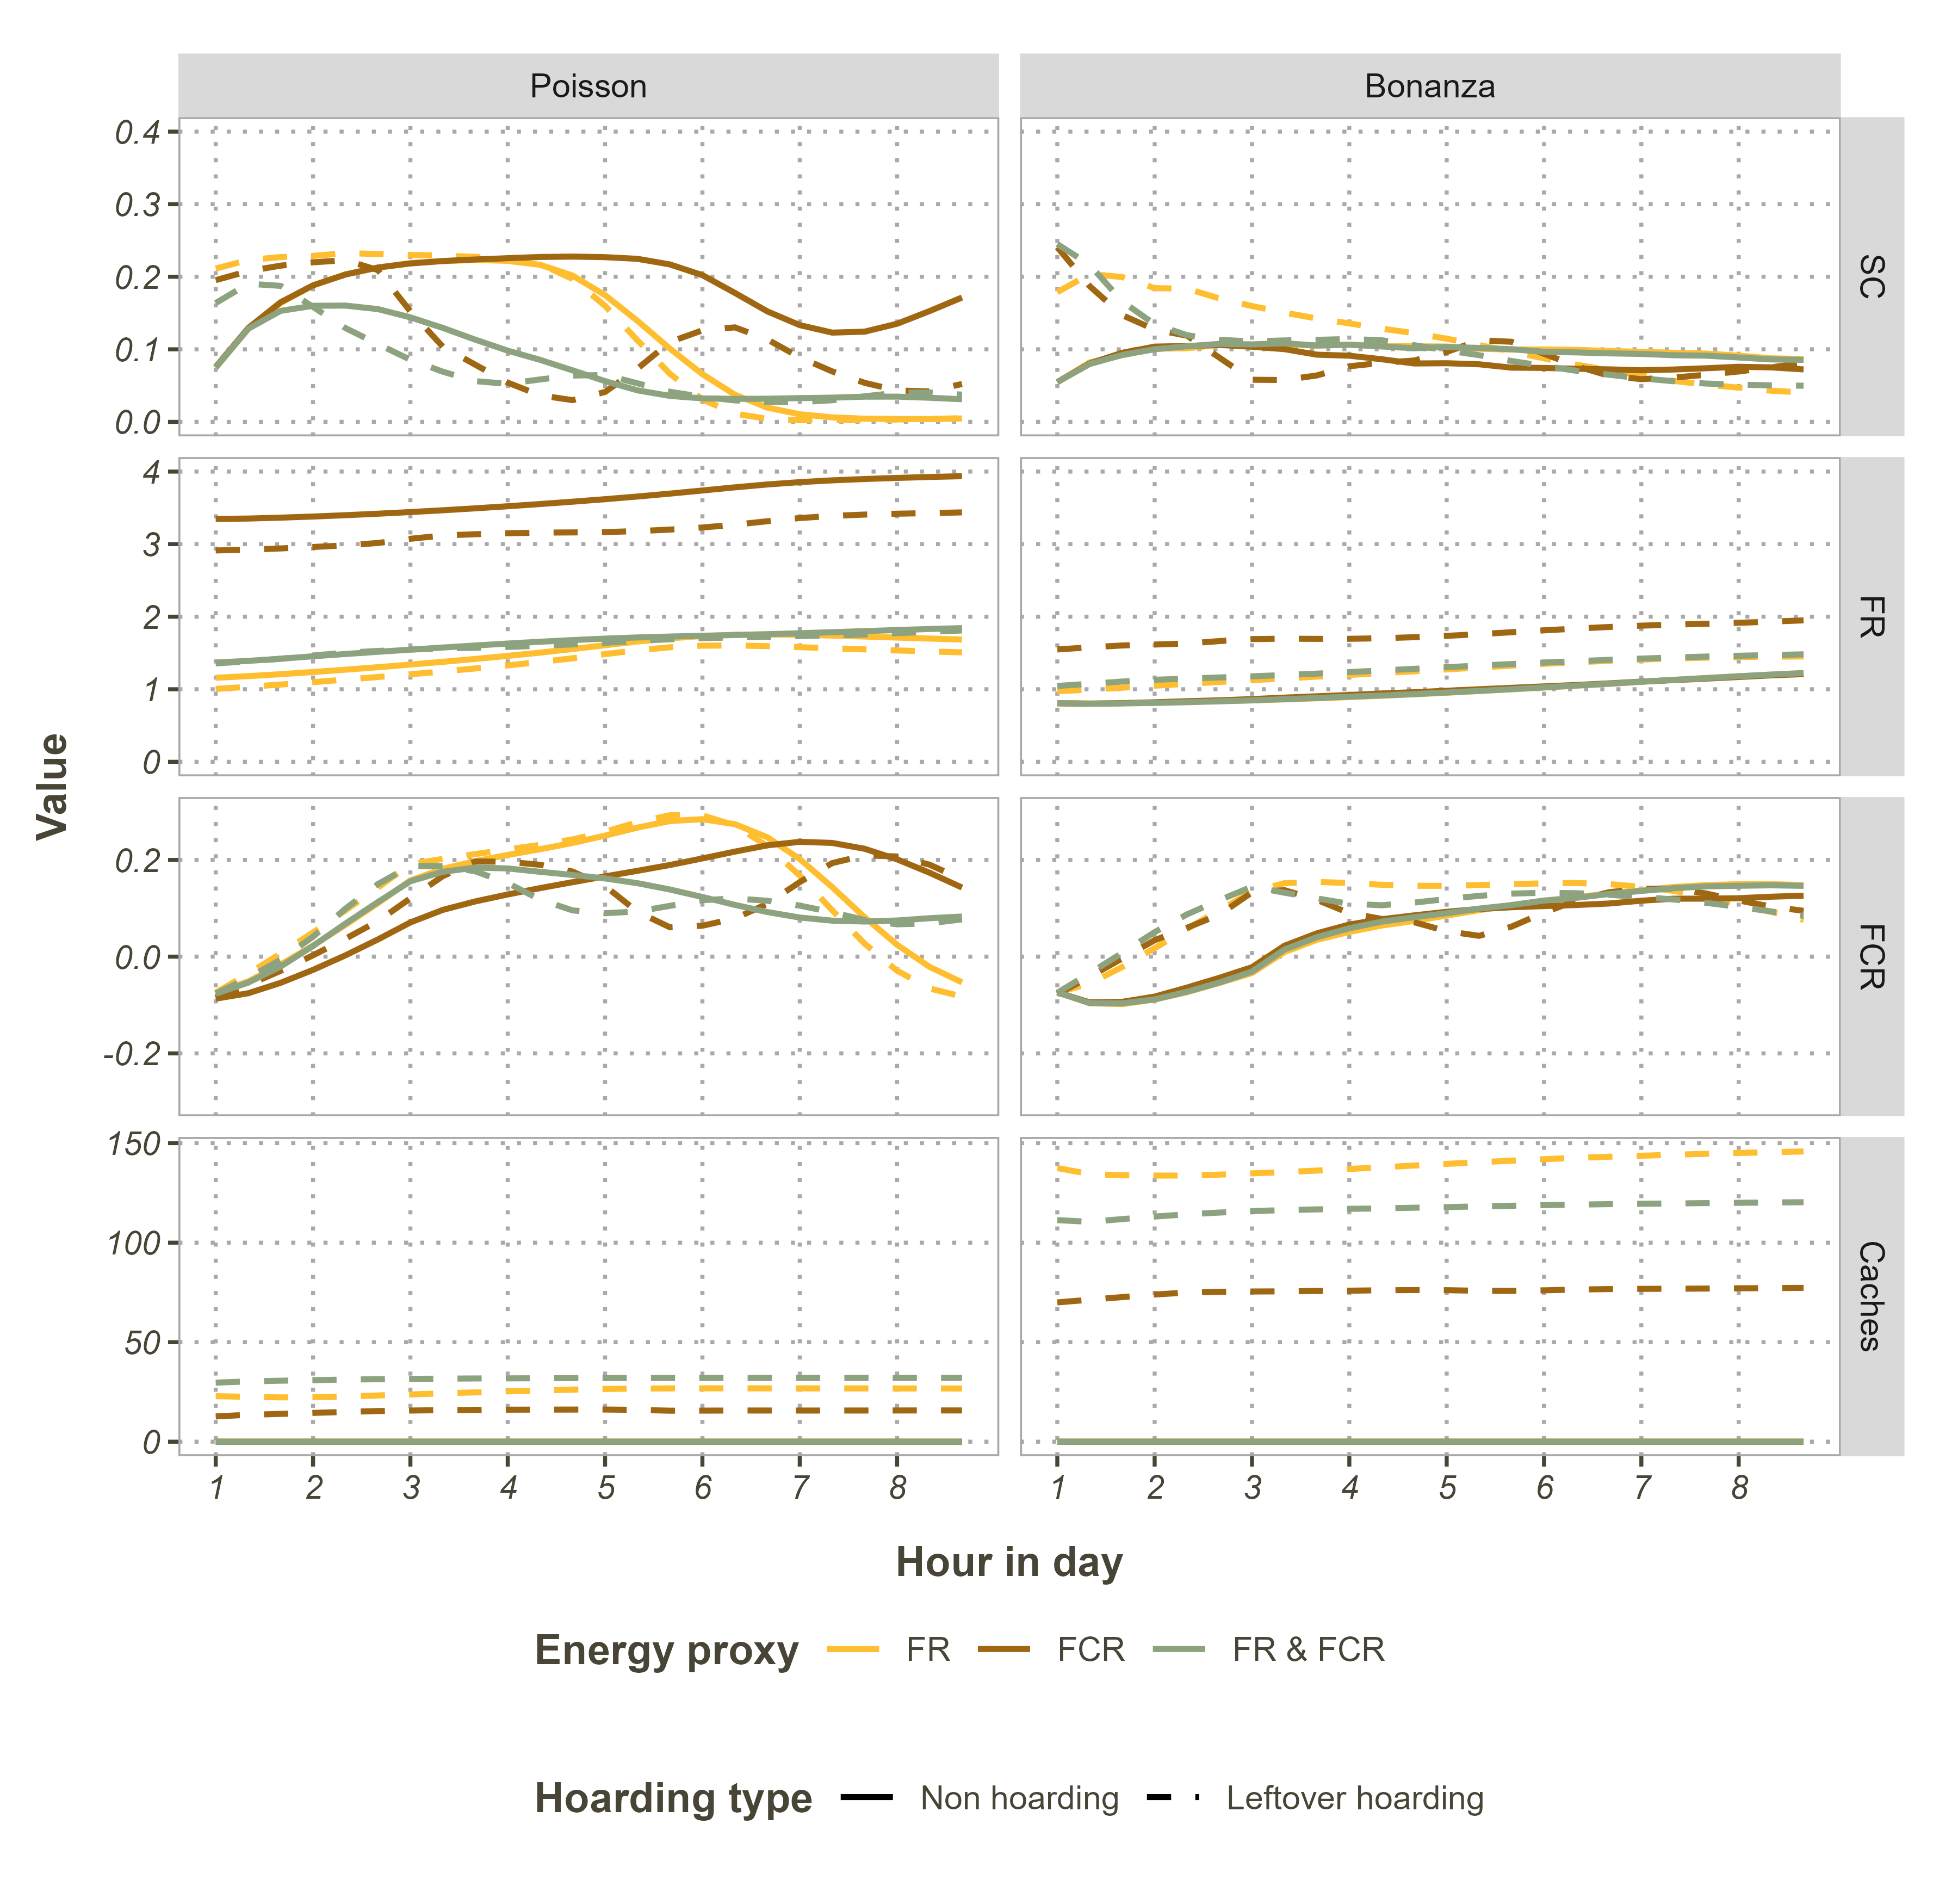 Poisson Bonanza
0.4
0.3
0.2
0.1
0.0
SC
4
3
2
1
0
FR
0.2
0.0
-0.2
FCR
150
100
50
0
Caches
Value
1 2 3 4 5 6 7 8 1 2 3 4 5 6 7 8
Hour in day
Energy proxy FR FCR FR & FCR
Hoarding type Non hoarding Leftover hoarding